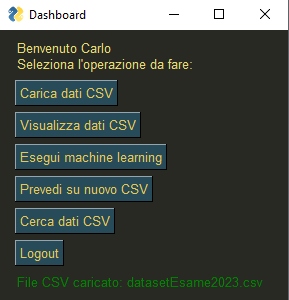 Dashboard
Benvenuto Carlo
Seleziona l'operazione da fare:
Carica dati CSV
Visualizza dati CSV
Esegui machine learning
Prevedi su nuovo CSV
Cerca dati CSV
Logout
File CSV caricato: datasetEsame2023.csv